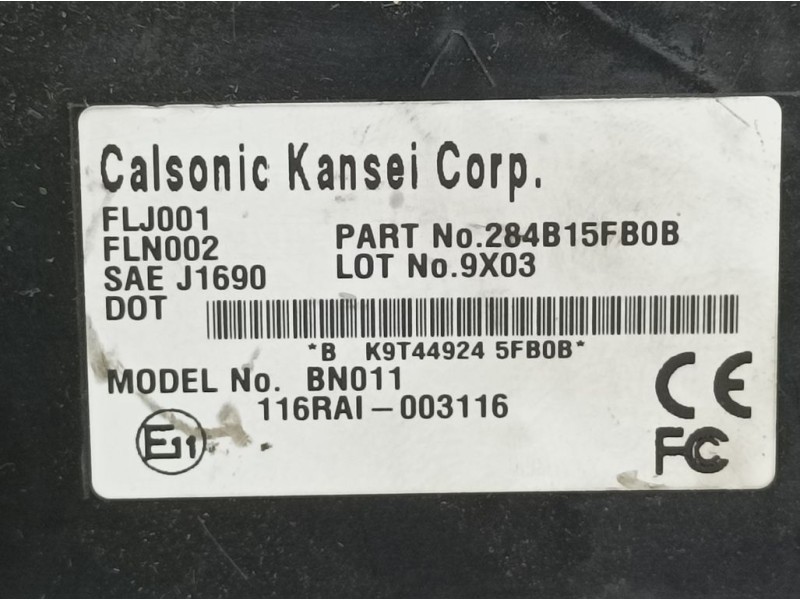 Calsonic Kansei Corp.
FLJ001
FLN002
SAE J1690
DOT
PART No.284B15FB0B
LOT No.9X03
*B K9T44924 5FB0B*
MODEL No. BN011
116RAI-003116
E11
CE
FC